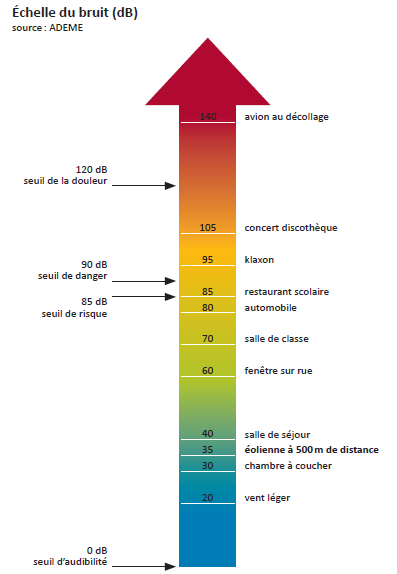 Échelle du bruit (dB)
source : ADEME
140 avion au décollage
120 dB
seuil de la douleur
105 concert discothèque
95 klaxon
90 dB
seuil de danger
85 restaurant scolaire
85 dB
seuil de risque
80 automobile
70 salle de classe
60 fenêtre sur rue
40 salle de séjour
35 éolienne à 500 m de distance
30 chambre à coucher
20 vent léger
0 dB
seuil d'audibilité